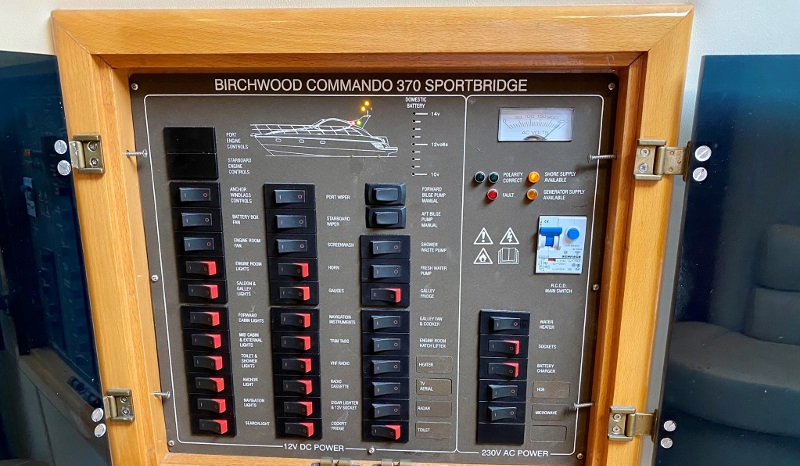 BIRCHWOOD COMMANDO 370 SPORTBRIDGE
PORT
ENGINE
CONTROLS
STARBOARD
ENGINE
CONTROLS
ANCHOR
WINDLASS
CONTROLS
BATTERY BOX
FAN
ENGINE ROOM
FAN
ENGINE ROOM
LIGHTS
SALOON &
GALLEY
LIGHTS
FORWARD
CABIN LIGHTS
MID CABIN
& EXTERNAL
LIGHTS
TOILET &
SHOWER
LIGHTS
ANCHOR
LIGHT
NAVIGATION
LIGHTS
SEARCHLIGHT
PORT WIPER
STARBOARD
WIPER
SCREENWASH
HORN
GAUGES
NAVIGATION
INSTRUMENTS
TRIM TABS
VHF RADIO
RADIO
CASSETTE
CIGAR LIGHTER
& 12V SOCKET
COCKPIT
FRIDGE
DOMESTIC
BATTERY
14v
12volts
10v
FORWARD
BILGE PUMP
MANUAL
AFT BILGE
PUMP
MANUAL
SHOWER
WASTE PUMP
FRESH WATER
PUMP
GALLEY
FRIDGE
GALLEY FAN
& COOKER
ENGINE ROOM
HATCH LIFTER
HEATER
TV
AERIAL
RADAR
TOILET
12V DC POWER
AC VOLTS
POLARITY
CORRECT
SHORE SUPPLY
AVAILABLE
FAULT
GENERATOR SUPPLY
AVAILABLE
R.C.C.D.
MAIN SWITCH
WATER
HEATER
SOCKETS
BATTERY
CHARGER
HOB
MICROWAVE
230V AC POWER